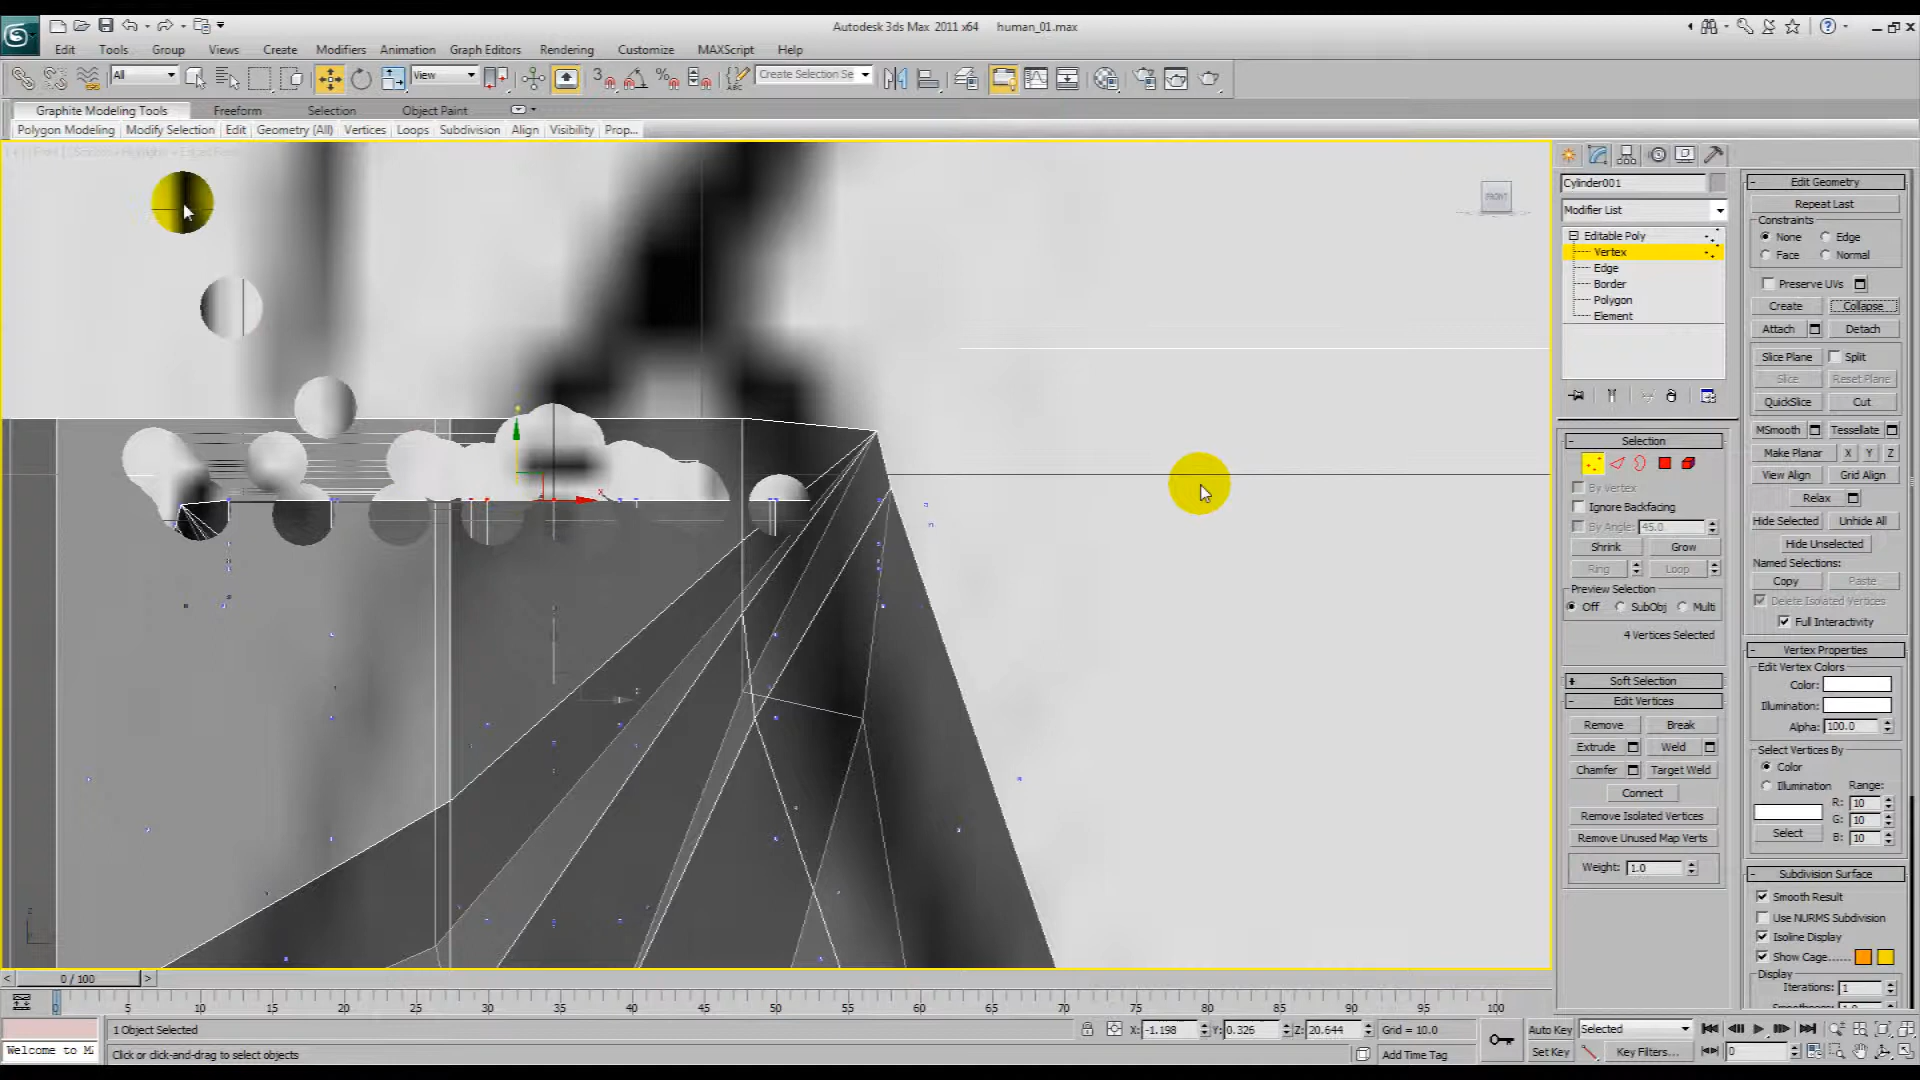 Autodesk 3ds Max 2011 x64 human_01.max
Edit Tools Group Views Create Modifiers Animation Graph Editors Rendering Customize MAXScript Help
All View 3 Create Selection Se
Graphite Modeling Tools Freeform Selection Object Paint
Polygon Modeling Modify Selection Edit Geometry (All) Vertices Loops Subdivision Align Visibility Prop...
FRONT
Cylinder001
Modifier List
Editable Poly
Vertex
Edge
Border
Polygon
Element
Selection
By Vertex
Ignore Backfacing
By Angle: 45.0
Shrink Grow
Ring Loop
Preview Selection
Off SubObj Multi
4 Vertices Selected
Soft Selection
Edit Vertices
Remove Break
Extrude Weld
Chamfer Target Weld
Connect
Remove Isolated Vertices
Remove Unused Map Verts
Weight: 1.0
Edit Geometry
Repeat Last
Constraints
None Edge
Face Normal
Preserve UVs
Create Collapse
Attach Detach
Slice Plane Split
Slice Reset Plane
QuickSlice Cut
MSmooth Tessellate
Make Planar X Y Z
View Align Grid Align
Relax
Hide Selected Unhide All
Hide Unselected
Named Selections:
Copy Paste
Delete Isolated Vertices
Full Interactivity
Vertex Properties
Edit Vertex Colors
Color:
Illumination:
Alpha: 100.0
Select Vertices By
Color
Illumination Range:
R: 10
G: 10
Select B: 10
Subdivision Surface
Smooth Result
Use NURMS Subdivision
Isoline Display
Show Cage......
Display
Iterations: 1
x
z
< 0 / 100 >
0 5 10 15 20 25 30 35 40 45 50 55 60 65 70 75 80 85 90 95 100
1 Object Selected X: -1.198 Y: 0.326 Z: 20.644 Grid = 10.0 Auto Key Selected
Welcome to M
Click or click-and-drag to select objects Add Time Tag Set Key Key Filters... 0